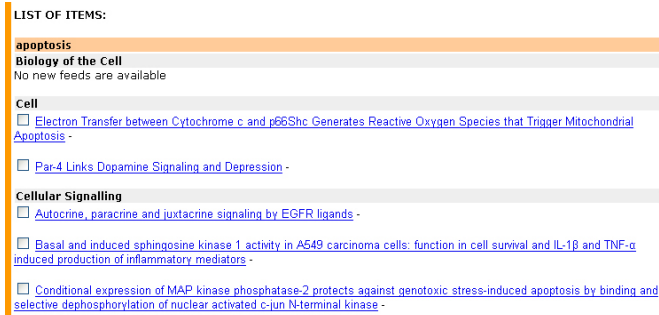 LIST OF ITEMS:
apoptosis
Biology of the Cell
No new feeds are available
Cell
Electron Transfer between Cytochrome c and p66Shc Generates Reactive Oxygen Species that Trigger Mitochondrial
Apoptosis -
Par-4 Links Dopamine Signaling and Depression -
Cellular Signalling
Autocrine, paracrine and juxtacrine signaling by EGFR ligands -
Basal and induced sphingosine kinase 1 activity in A549 carcinoma cells: function in cell survival and IL-1β and TNF-α
induced production of inflammatory mediators -
Conditional expression of MAP kinase phosphatase-2 protects against genotoxic stress-induced apoptosis by binding and
selective dephosphorylation of nuclear activated c-jun N-terminal kinase -